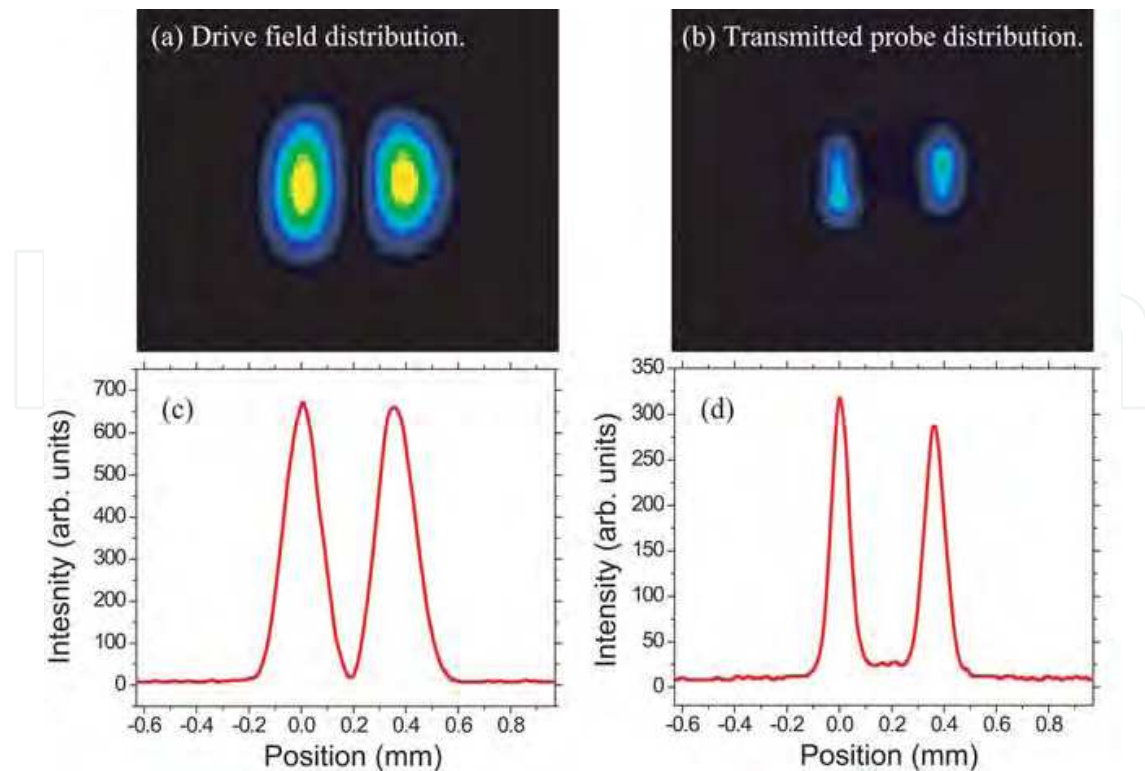 (a) Drive field distribution.
(b) Transmitted probe distribution.
(c)
700
600
500
400
300
200
100
0
Intesnity (arb. units)
-0.6 -0.4 -0.2 0.0 0.2 0.4 0.6 0.8
Position (mm)
(d)
350
300
250
200
150
100
50
0
Intensity (arb. units)
-0.6 -0.4 -0.2 0.0 0.2 0.4 0.6 0.8
Position (mm)